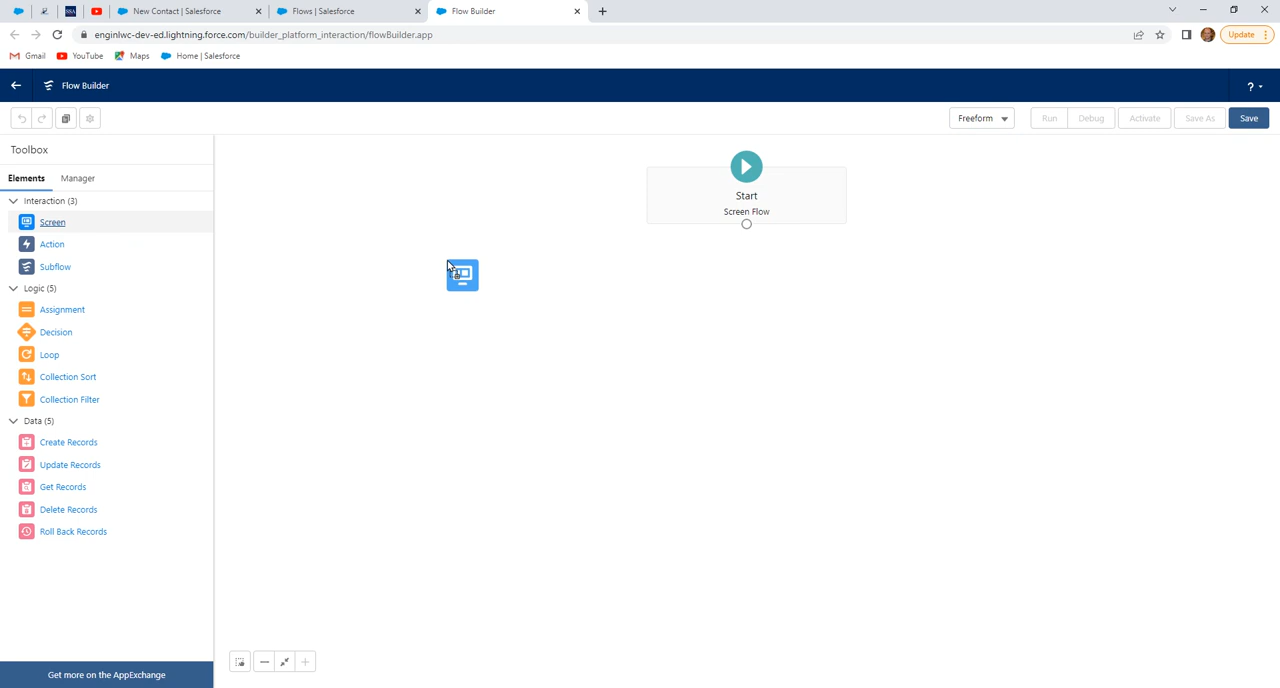 New Contact | Salesforce
Flows | Salesforce
Flow Builder
SSA
enginlwc-dev-ed.lightning.force.com/builder_platform_interaction/flowBuilder.app
Update
Gmail
YouTube
Maps
Home | Salesforce
Flow Builder
?
Freeform
Run
Debug
Activate
Save As
Save
Toolbox
Elements
Manager
Interaction (3)
Screen
Action
Subflow
Logic (5)
Assignment
Decision
Loop
Collection Sort
Collection Filter
Data (5)
Create Records
Update Records
Get Records
Delete Records
Roll Back Records
Get more on the AppExchange
Start
Screen Flow